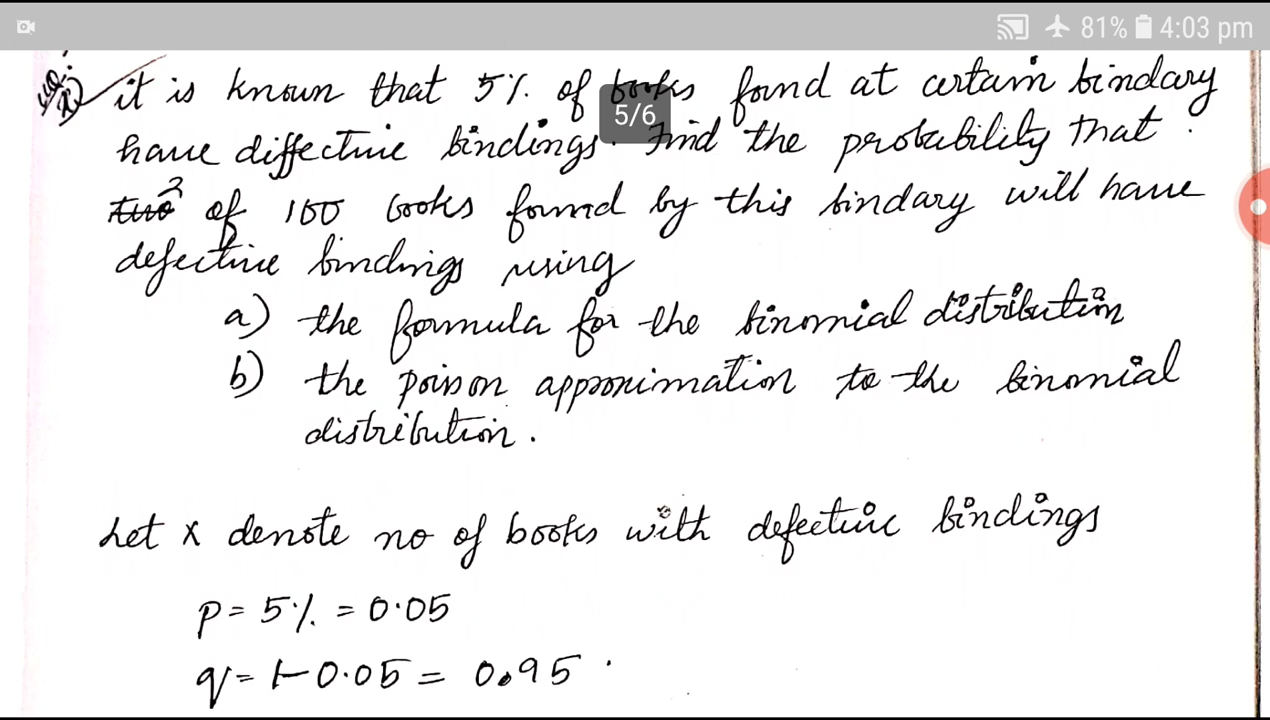 81% 4:03 pm
it is known that 5%. of books found at certain bindary
5/6
have diffective bindings. Find the probability that
2
of 100 books found by this bindary will have
defective bindings using
a) the formula for the binomial distribution
b) the poison approximation to the binomial
distribution.
Let x denote no of books with defective bindings
p = 5%. = 0.05
q = 1-0.05 = 0.95